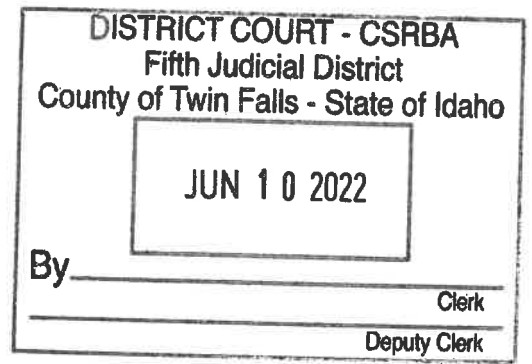 DISTRICT COURT - CSRBA
Fifth Judicial District
County of Twin Falls - State of Idaho
JUN 10 2022
By
Clerk
Deputy Clerk